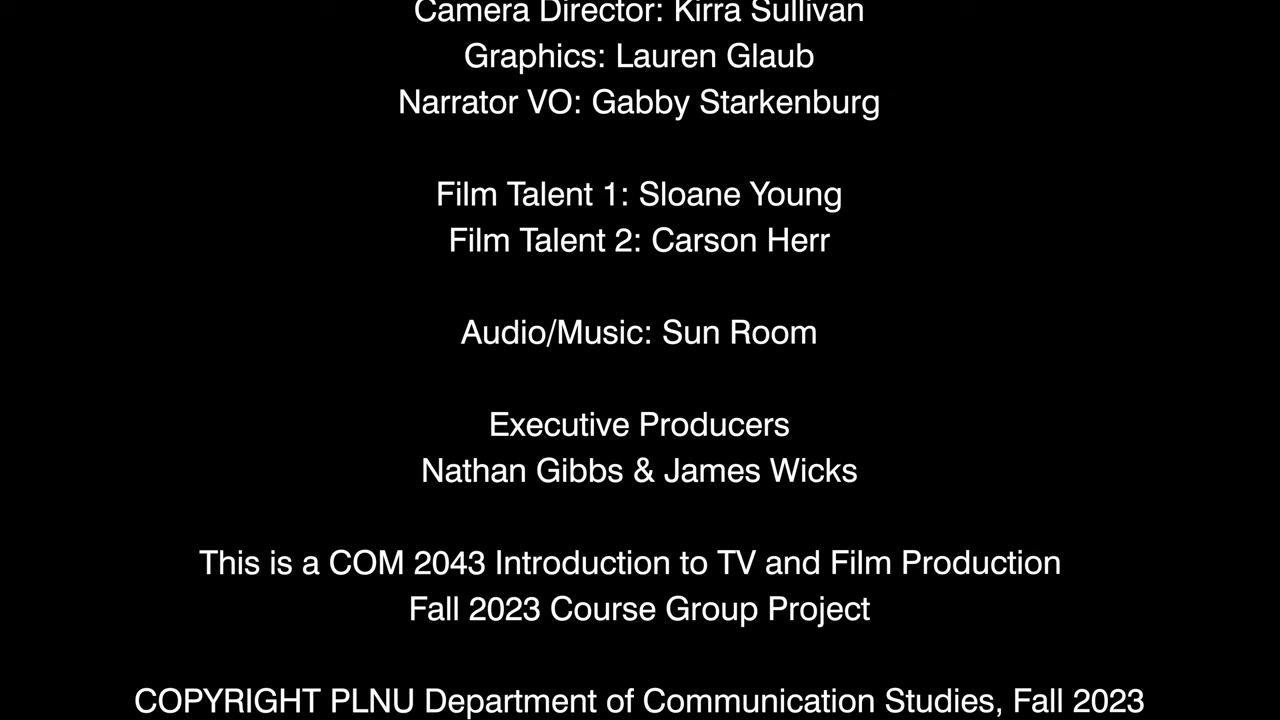 Camera Director: Kirra Sullivan
Graphics: Lauren Glaub
Narrator VO: Gabby Starkenburg
Film Talent 1: Sloane Young
Film Talent 2: Carson Herr
Audio/Music: Sun Room
Executive Producers
Nathan Gibbs & James Wicks
This is a COM 2043 Introduction to TV and Film Production
Fall 2023 Course Group Project
COPYRIGHT PLNU Department of Communication Studies, Fall 2023